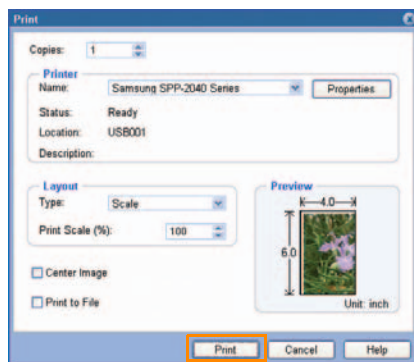 Print
Copies: 1
Printer
Name: Samsung SPP-2040 Series Properties
Status: Ready
Location: USB001
Description:
Layout
Type: Scale
Print Scale (%): 100
Preview
4.0
6.0
Unit: inch
Center Image
Print to File
Print Cancel Help